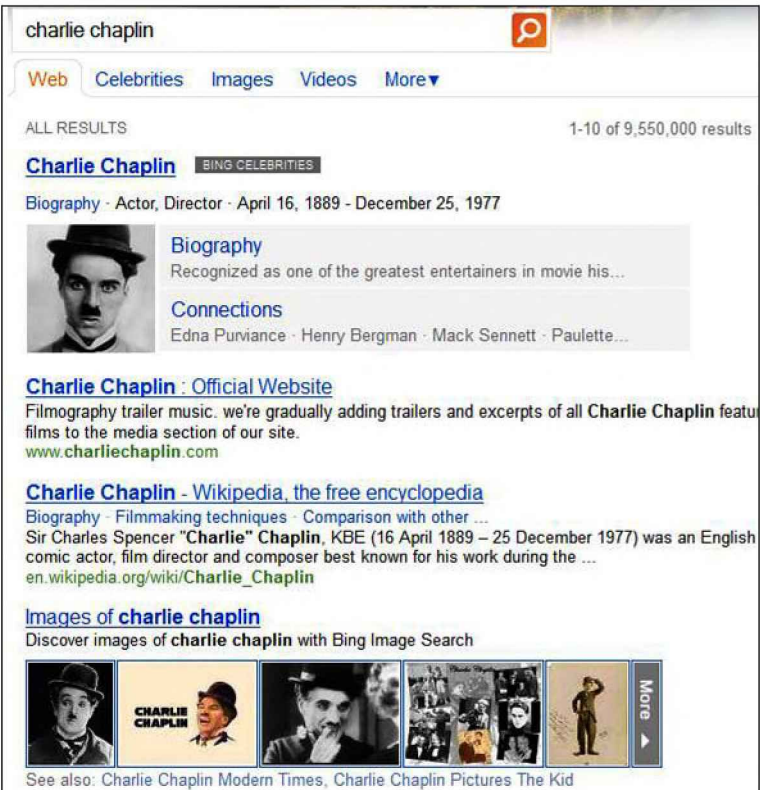 charlie chaplin
Web Celebrities Images Videos More▼
ALL RESULTS 1-10 of 9,550,000 results
Charlie Chaplin BING CELEBRITIES
Biography · Actor, Director · April 16, 1889 - December 25, 1977
Biography
Recognized as one of the greatest entertainers in movie his...
Connections
Edna Purviance · Henry Bergman · Mack Sennett · Paulette...
Charlie Chaplin : Official Website
Filmography trailer music. we're gradually adding trailers and excerpts of all Charlie Chaplin featu
films to the media section of our site.
www.charliechaplin.com
Charlie Chaplin - Wikipedia, the free encyclopedia
Biography · Filmmaking techniques · Comparison with other ...
Sir Charles Spencer "Charlie" Chaplin, KBE (16 April 1889 – 25 December 1977) was an English
comic actor, film director and composer best known for his work during the ...
en.wikipedia.org/wiki/Charlie_Chaplin
Images of charlie chaplin
Discover images of charlie chaplin with Bing Image Search
CHARLIE
CHAPLIN
Charlie Chaplin
More
See also: Charlie Chaplin Modern Times, Charlie Chaplin Pictures The Kid